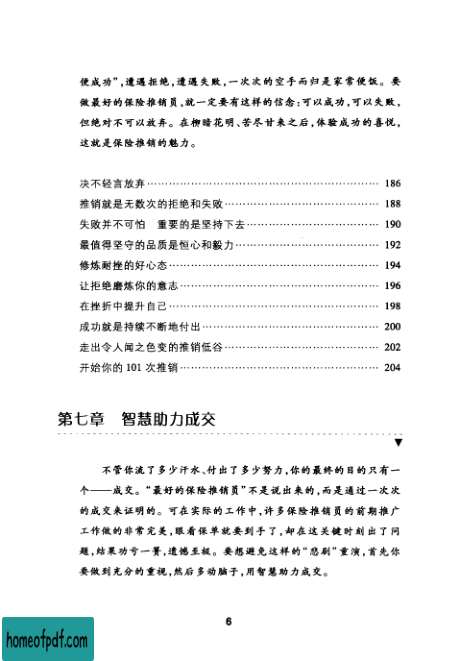 便成功”,遭遇拒绝,遭遇失败,一次次的空手而归是家常便饭。要
做最好的保险推销员,就一定要有这样的信念:可以成功,可以失败,
但绝对不可以放弃。在柳暗花明、苦尽甘来之后,体验成功的喜悦,
这就是保险推销的魅力。
决不轻言放弃 …………………………………………………… 186
推销就是无数次的拒绝和失败 ………………………………… 188
失败并不可怕　重要的是坚持下去 …………………………… 190
最值得坚守的品质是恒心和毅力 ……………………………… 192
修炼耐挫的好心态 ……………………………………………… 194
让拒绝磨炼你的意志 …………………………………………… 196
在挫折中提升自己 ……………………………………………… 198
成功就是持续不断地付出 ……………………………………… 200
走出令人闻之色变的推销低谷 ………………………………… 202
开始你的 101 次推销 …………………………………………… 204
第七章　智慧助力成交
不管你流了多少汗水、付出了多少努力,你的最终的目的只有一
个——成交。“最好的保险推销员”不是说出来的,而是通过一次次
的成交来证明的。可在实际的工作中,许多保险推销员的前期推广
工作做的非常完美,眼看保单就要到手了,却在这关键时刻出了问
题,结果功亏一篑,遗憾至极。要想避免这样的“悲剧”重演,首先你
要做到充分的重视,然后多动脑子,用智慧助力成交。
6
homeofpdf.com